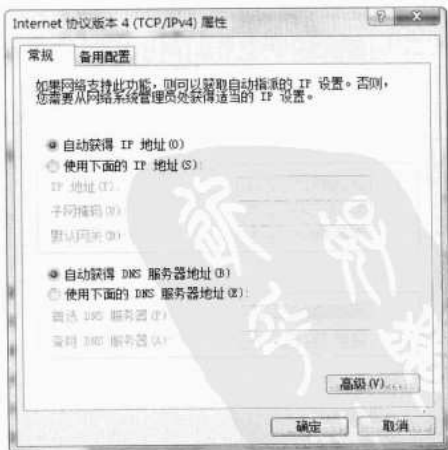 Internet 协议版本 4 (TCP/IPv4) 属性
常规 备用配置
如果网络支持此功能，则可以获取自动指派的 IP 设置。否则，
您需要从网络系统管理员处获得适当的 IP 设置。
自动获得 IP 地址(O)
使用下面的 IP 地址(S):
IP 地址(I):
子网掩码(U):
默认网关(D):
自动获得 DNS 服务器地址(B)
使用下面的 DNS 服务器地址(E):
首选 DNS 服务器(P):
备用 DNS 服务器(A):
高级(V)...
确定 取消